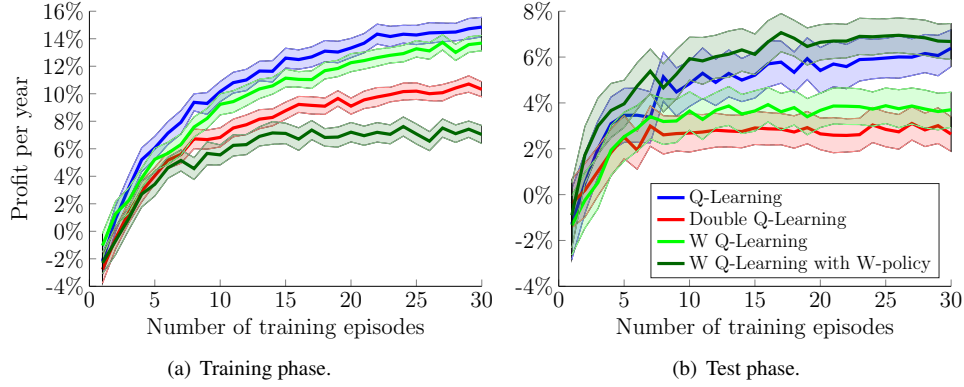 16%
14%
12%
10%
8%
6%
4%
2%
0%
-2%
-4%
Profit per year
0 5 10 15 20 25 30
Number of training episodes
(a) Training phase.
8%
6%
4%
2%
0%
-2%
-4%
Q-Learning
Double Q-Learning
W Q-Learning
W Q-Learning with W-policy
0 5 10 15 20 25 30
Number of training episodes
(b) Test phase.